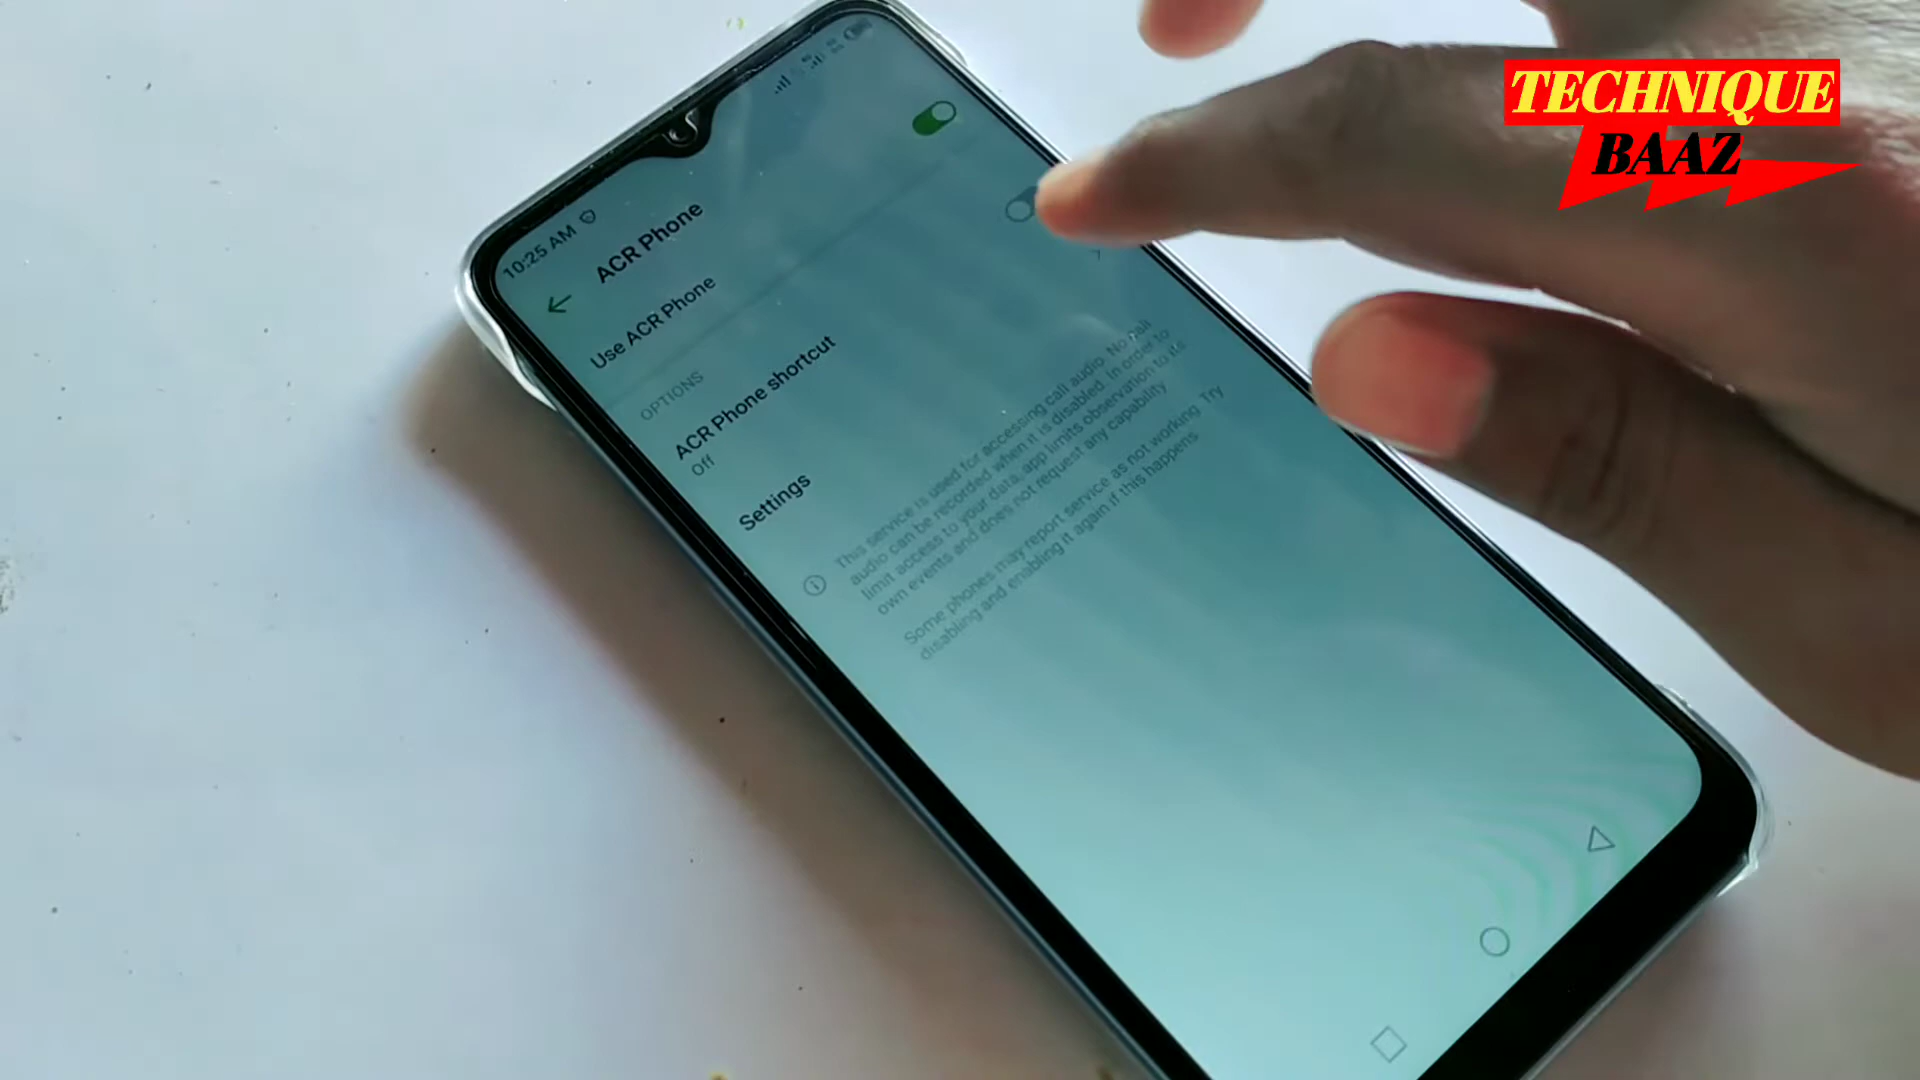 TECHNIQUE
BAAZ
10:25 AM
ACR Phone
Use ACR Phone
OPTIONS
ACR Phone shortcut
Off
Settings
This service is used for accessing call audio. No call
audio can be recorded when it is disabled. In order to
limit access to your data, app limits observation to its
own events and does not request any capability
Some phones may report service as not working. Try
disabling and enabling it again if this happens